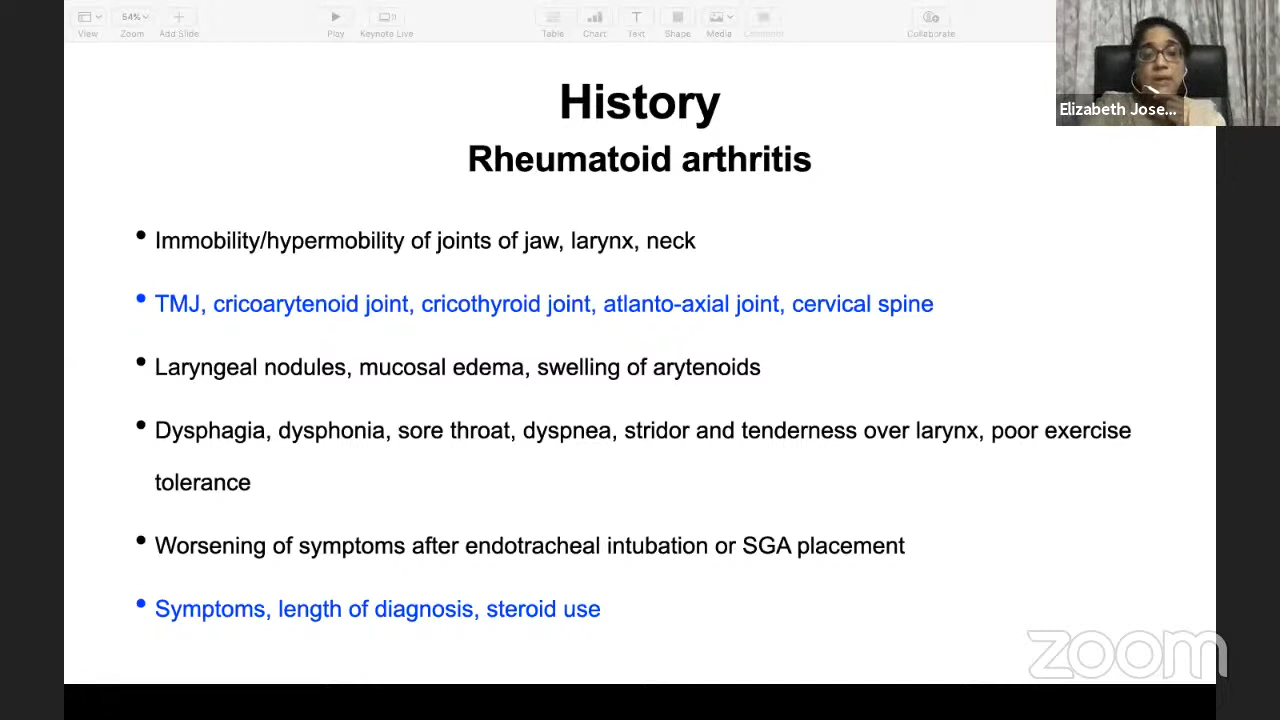 54%
View Zoom Add Slide Play Keynote Live Table Chart Text Shape Media Comment Collaborate
Elizabeth Jose...
History
Rheumatoid arthritis
• Immobility/hypermobility of joints of jaw, larynx, neck
• TMJ, cricoarytenoid joint, cricothyroid joint, atlanto-axial joint, cervical spine
• Laryngeal nodules, mucosal edema, swelling of arytenoids
• Dysphagia, dysphonia, sore throat, dyspnea, stridor and tenderness over larynx, poor exercise
tolerance
• Worsening of symptoms after endotracheal intubation or SGA placement
• Symptoms, length of diagnosis, steroid use
zoom